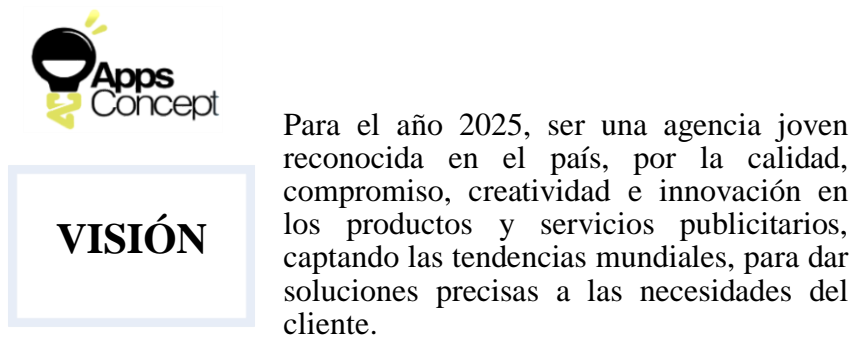 Apps
Concept
VISIÓN
Para el año 2025, ser una agencia joven
reconocida en el país, por la calidad,
compromiso, creatividad e innovación en
los productos y servicios publicitarios,
captando las tendencias mundiales, para dar
soluciones precisas a las necesidades del
cliente.